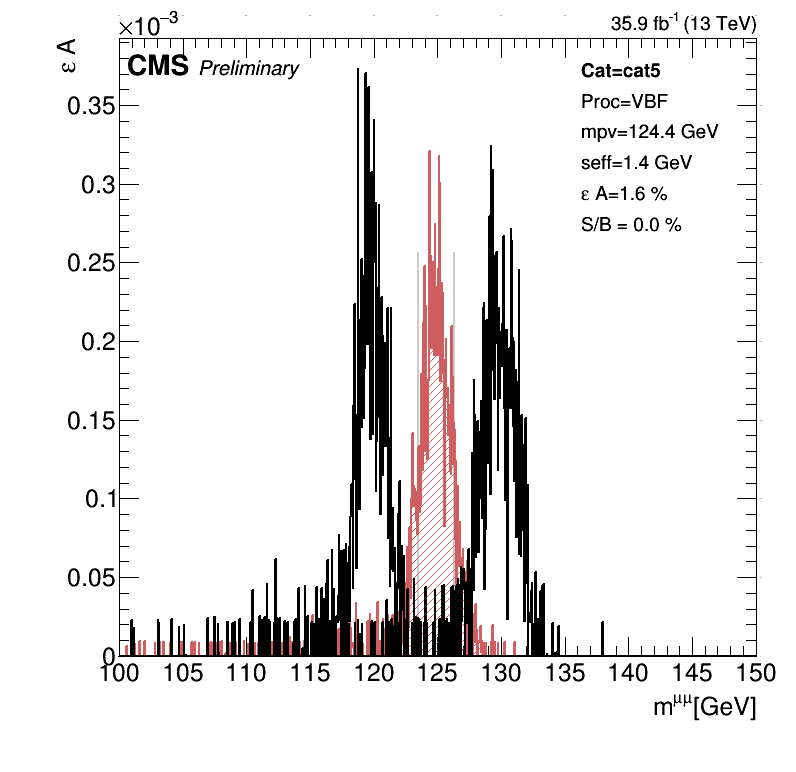 ×10⁻³ 35.9 fb⁻¹ (13 TeV)
ε A
CMS Preliminary
Cat=cat5
Proc=VBF
mpv=124.4 GeV
seff=1.4 GeV
ε A=1.6 %
S/B = 0.0 %
0.35
0.3
0.25
0.2
0.15
0.1
0.05
0
100 105 110 115 120 125 130 135 140 145 150
m^μμ[GeV]